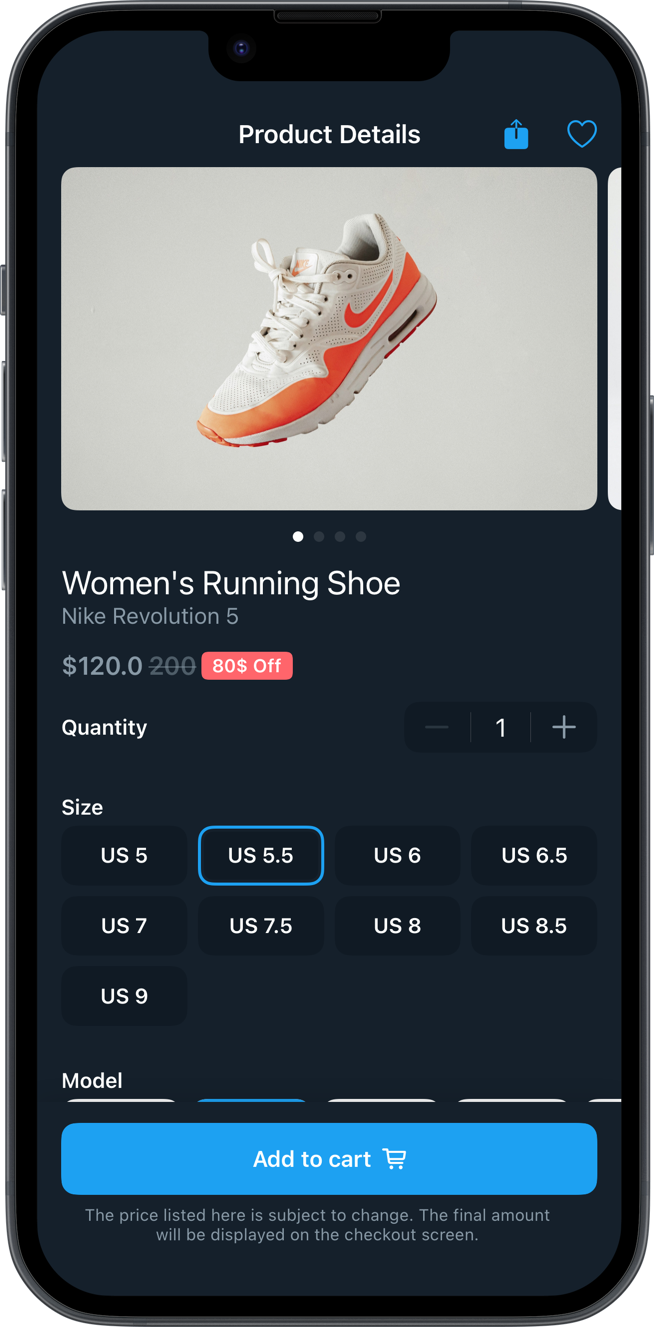 Product Details
Women's Running Shoe
Nike Revolution 5
$120.0 200 80$ Off
Quantity
1
Size
US 5
US 5.5
US 6
US 6.5
US 7
US 7.5
US 8
US 8.5
US 9
Model
Add to cart
The price listed here is subject to change. The final amount
will be displayed on the checkout screen.